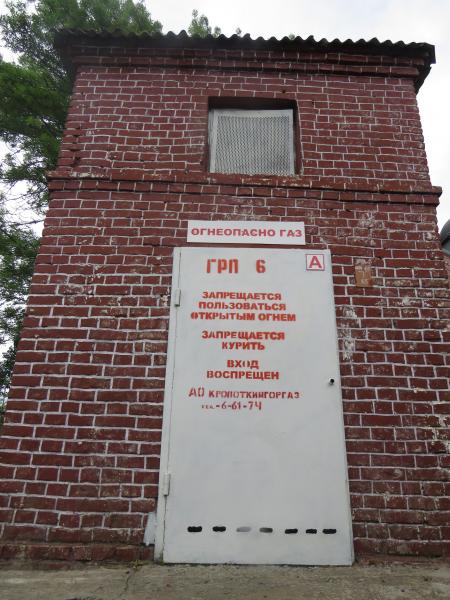 ОГНЕОПАСНО ГАЗ
ГРП 6
А
ЗАПРЕЩАЕТСЯ
ПОЛЬЗОВАТЬСЯ
ОТКРЫТЫМ ОГНЕМ
ЗАПРЕЩАЕТСЯ
КУРИТЬ
ВХОД
ВОСПРЕЩЕН
АО КРОПОТКИНГОРГАЗ
тел.-6-61-74